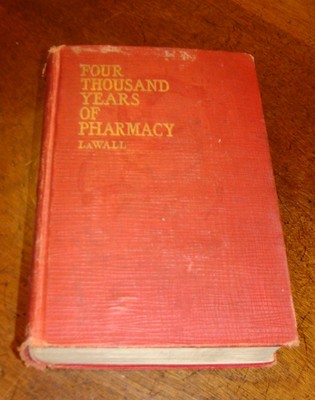 FOUR
THOUSAND
YEARS
OF
PHARMACY
LAWALL